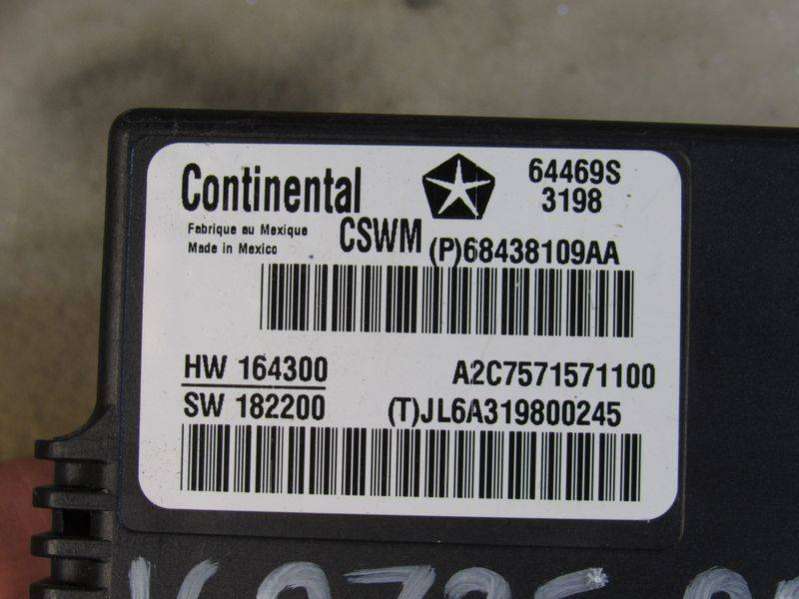 Continental
64469S
3198
Fabrique au Mexique
Made in Mexico
CSWM (P)68438109AA
HW 164300
A2C7571571100
SW 182200
(T)JL6A319800245